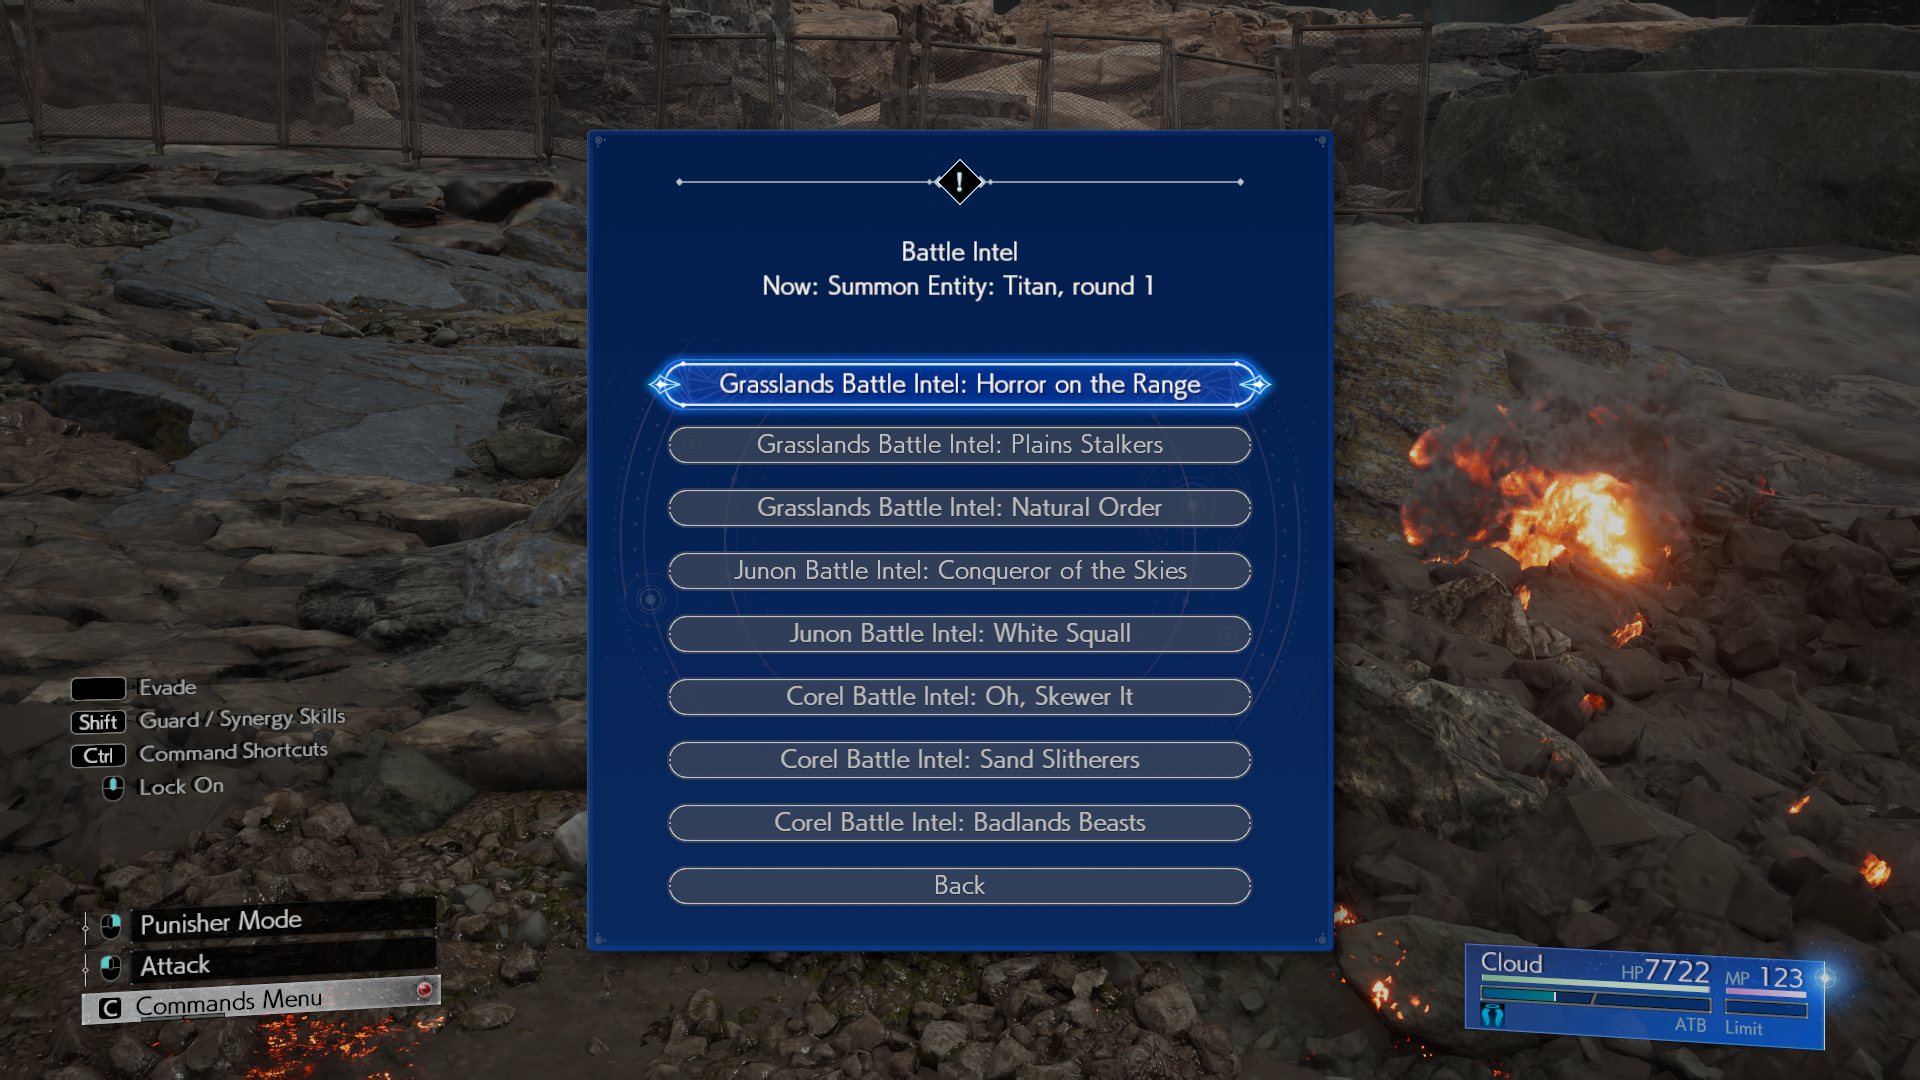 !
Battle Intel
Now: Summon Entity: Titan, round 1
Grasslands Battle Intel: Horror on the Range
Grasslands Battle Intel: Plains Stalkers
Grasslands Battle Intel: Natural Order
Junon Battle Intel: Conqueror of the Skies
Junon Battle Intel: White Squall
Corel Battle Intel: Oh, Skewer It
Corel Battle Intel: Sand Slitherers
Corel Battle Intel: Badlands Beasts
Back
Evade
Shift Guard / Synergy Skills
Ctrl Command Shortcuts
Lock On
Punisher Mode
Attack
C Commands Menu
Cloud HP 7722 MP 123
ATB Limit